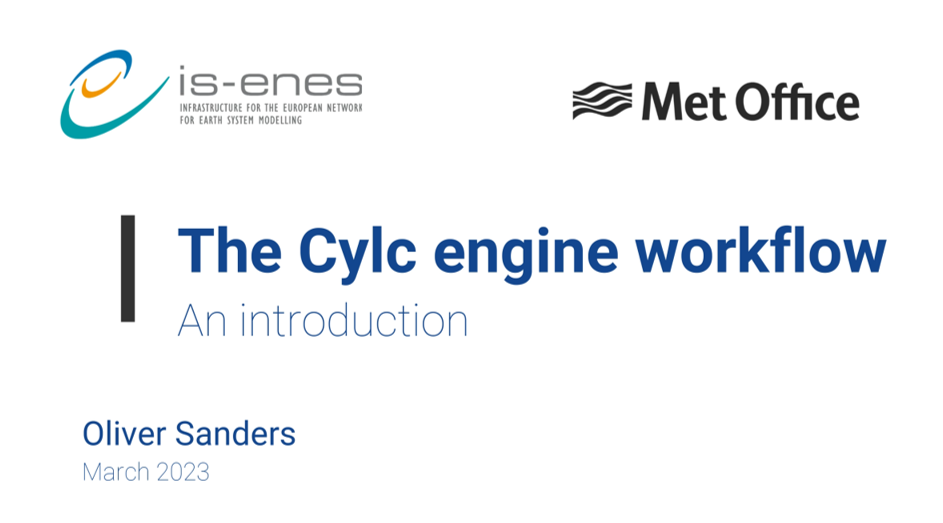 is-enes
INFRASTRUCTURE FOR THE EUROPEAN NETWORK
FOR EARTH SYSTEM MODELLING
Met Office
The Cylc engine workflow
An introduction
Oliver Sanders
March 2023